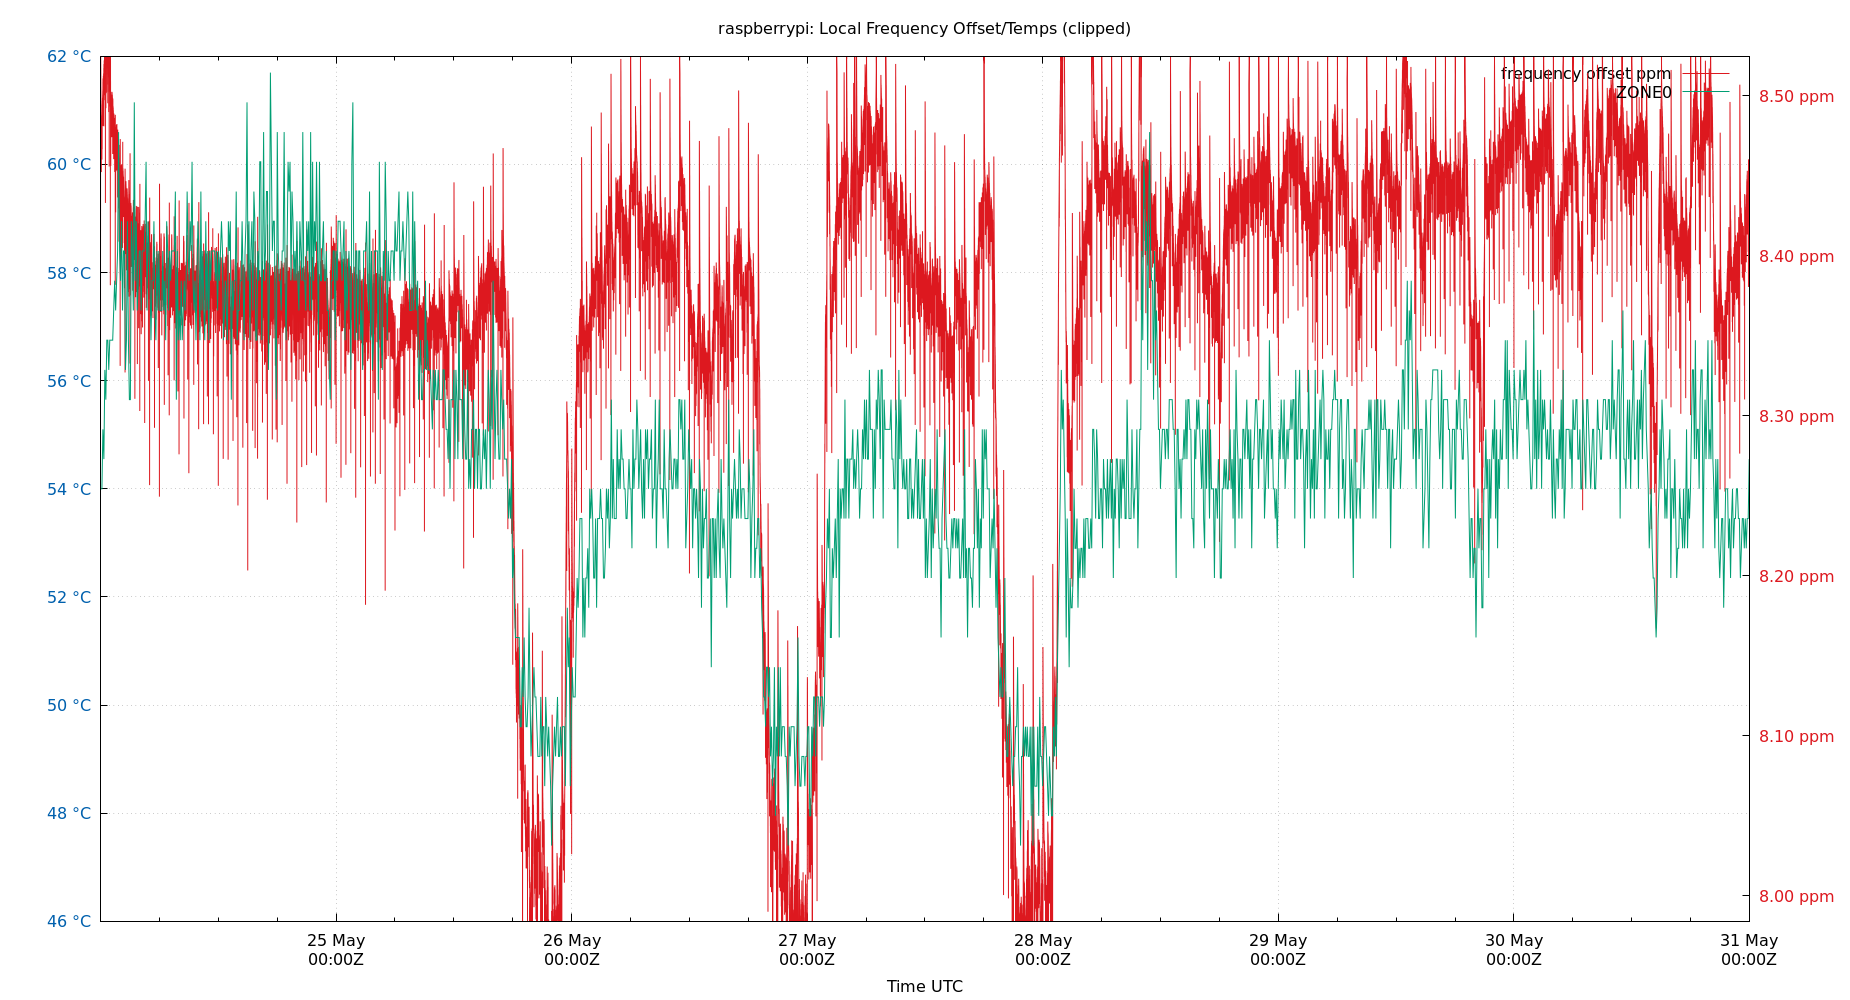 raspberrypi: Local Frequency Offset/Temps (clipped)
62 °C
60 °C
58 °C
56 °C
54 °C
52 °C
50 °C
48 °C
46 °C
frequency offset ppm
ZONE0
8.50 ppm
8.40 ppm
8.30 ppm
8.20 ppm
8.10 ppm
8.00 ppm
25 May 26 May 27 May 28 May 29 May 30 May 31 May
00:00Z 00:00Z 00:00Z 00:00Z 00:00Z 00:00Z 00:00Z
Time UTC